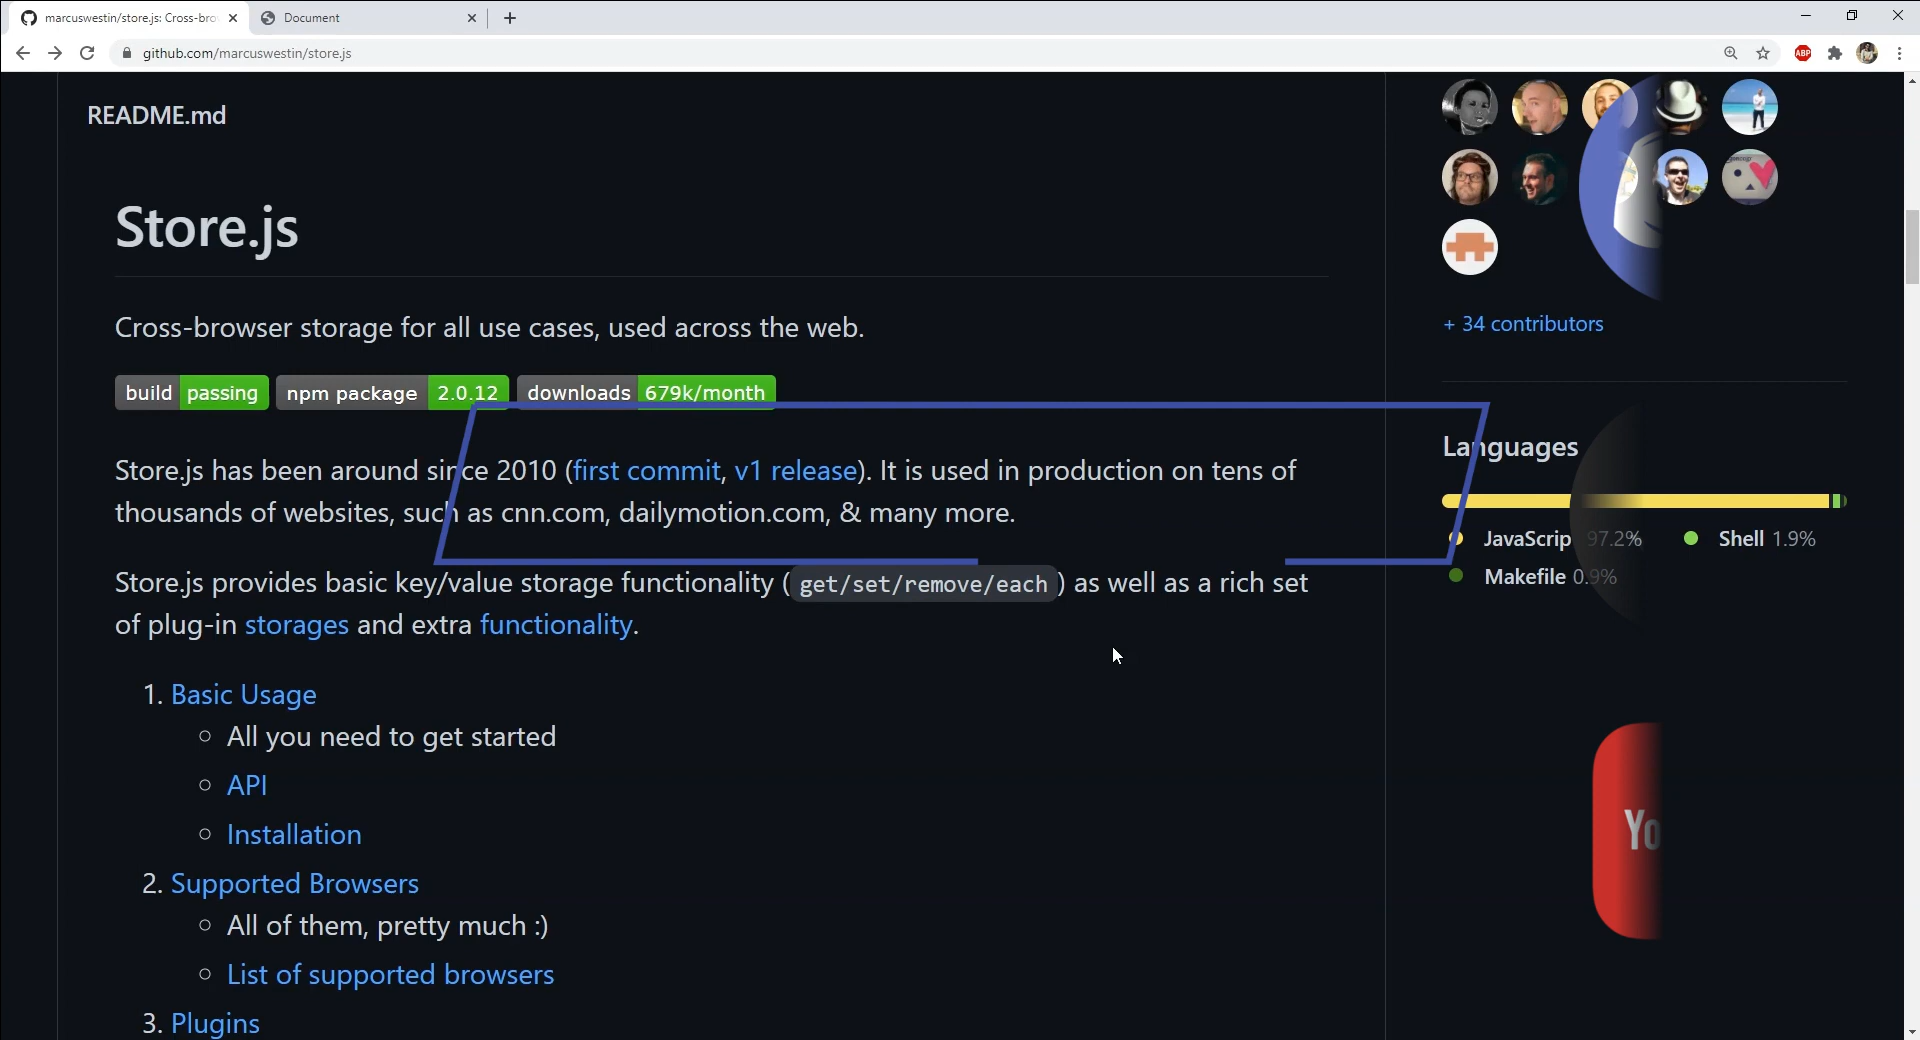 marcuswestin/store.js: Cross-bro
Document
github.com/marcuswestin/store.js
ABP
README.md
Store.js
Cross-browser storage for all use cases, used across the web.
build passing npm package 2.0.12 downloads 679k/month
Store.js has been around since 2010 (first commit, v1 release). It is used in production on tens of
thousands of websites, such as cnn.com, dailymotion.com, & many more.
Store.js provides basic key/value storage functionality (get/set/remove/each) as well as a rich set
of plug-in storages and extra functionality.
1. Basic Usage
All you need to get started
API
Installation
2. Supported Browsers
All of them, pretty much :)
List of supported browsers
3. Plugins
+ 34 contributors
Languages
JavaScrip 97.2% Shell 1.9%
Makefile 0.9%
Yo